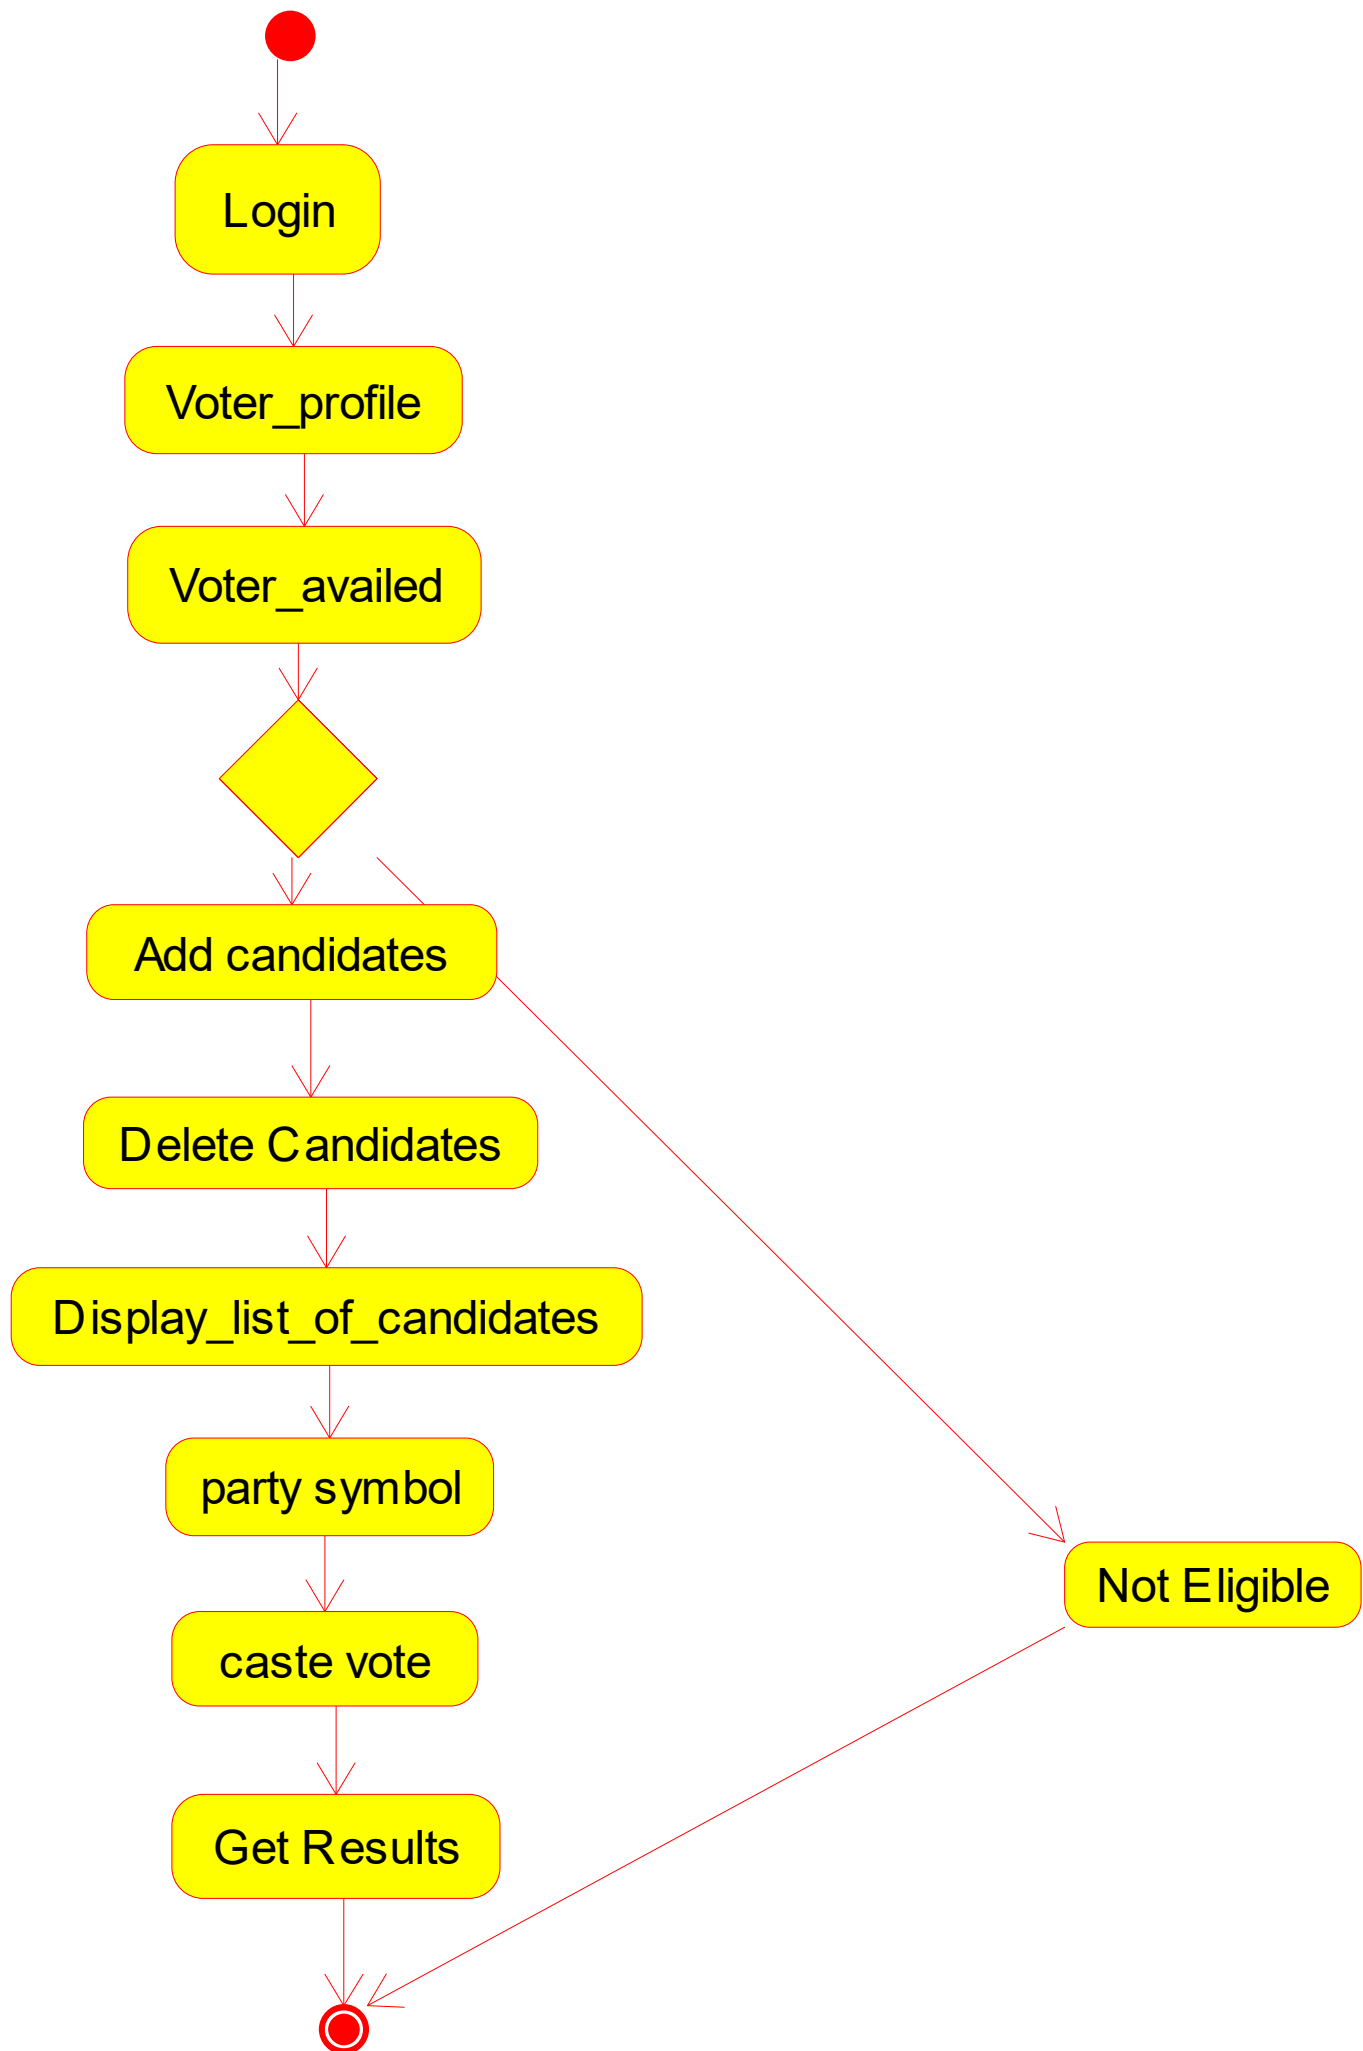 Login
Voter_profile
Voter_availed
Add candidates
Delete Candidates
Display_list_of_candidates
party symbol
Not Eligible
caste vote
Get Results